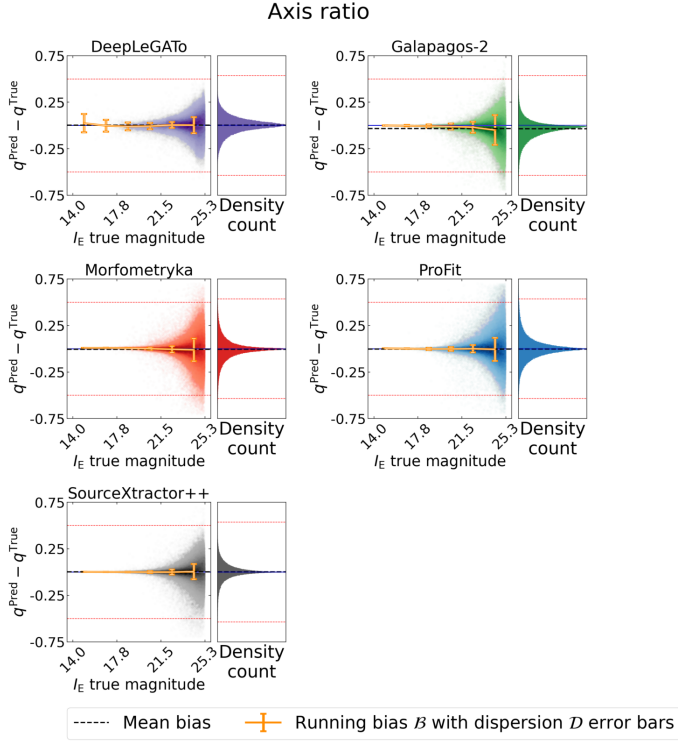 Axis ratio
DeepLeGATo
0.75
0.25
-0.25
-0.75
q^Pred − q^True
14.0
17.8
21.5
25.3
I_E true magnitude
Density
count
Galapagos-2
0.75
0.25
-0.25
-0.75
q^Pred − q^True
14.0
17.8
21.5
25.3
I_E true magnitude
Density
count
Morfometryka
0.75
0.25
-0.25
-0.75
q^Pred − q^True
14.0
17.8
21.5
25.3
I_E true magnitude
Density
count
ProFit
0.75
0.25
-0.25
-0.75
q^Pred − q^True
14.0
17.8
21.5
25.3
I_E true magnitude
Density
count
SourceXtractor++
0.75
0.25
-0.25
-0.75
q^Pred − q^True
14.0
17.8
21.5
25.3
I_E true magnitude
Density
count
Mean bias
Running bias ℬ with dispersion 𝒟 error bars